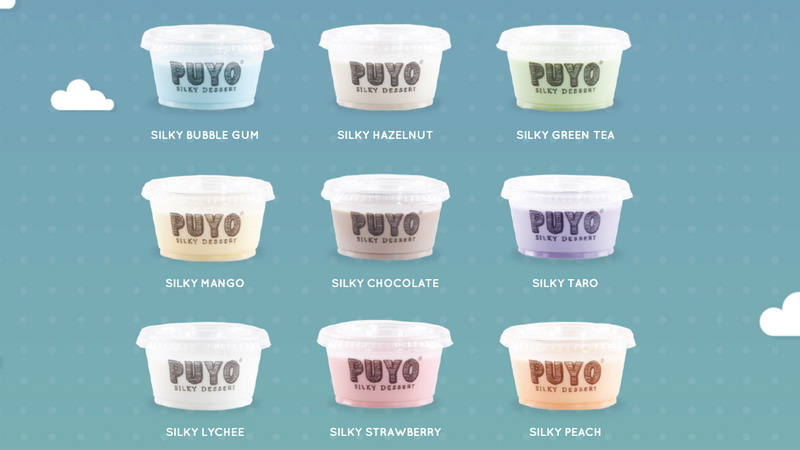 PUYO®
SILKY DESSERT
PUYO®
SILKY DESSERT
PUYO®
SILKY DESSERT
SILKY BUBBLE GUM
SILKY HAZELNUT
SILKY GREEN TEA
PUYO®
SILKY DESSERT
PUYO®
SILKY DESSERT
PUYO®
SILKY DESSERT
SILKY MANGO
SILKY CHOCOLATE
SILKY TARO
PUYO®
SILKY DESSERT
PUYO®
SILKY DESSERT
PUYO®
SILKY DESSERT
SILKY LYCHEE
SILKY STRAWBERRY
SILKY PEACH